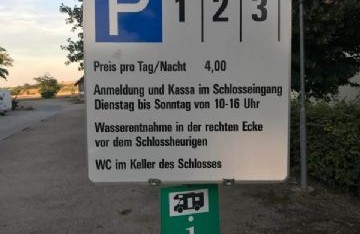 P 1 2 3
Preis pro Tag/Nacht 4,00
Anmeldung und Kassa im Schlosseingang
Dienstag bis Sonntag von 10-16 Uhr
Wasserentnahme in der rechten Ecke
vor dem Schlossheurigen
WC im Keller des Schlosses
1